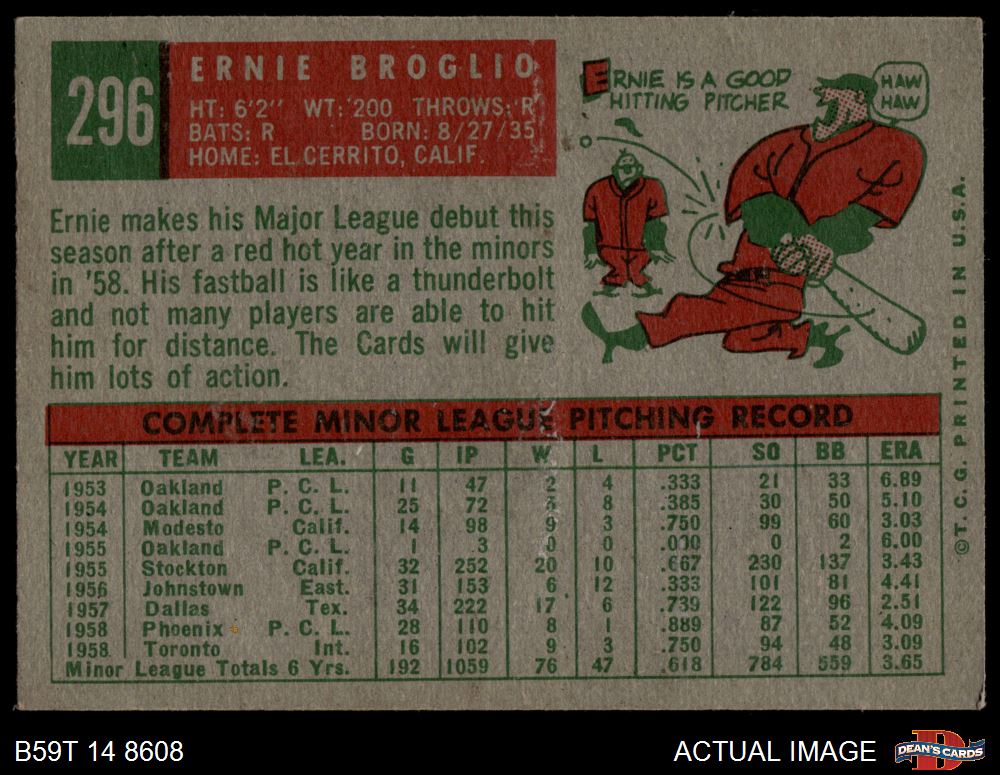 296
ERNIE BROGLIO
HT: 6'2" WT: 200 THROWS: R
BATS: R BORN: 8/27/35
HOME: EL CERRITO, CALIF.
ERNIE IS A GOOD
HITTING PITCHER
HAW
HAW
Ernie makes his Major League debut this
season after a red hot year in the minors
in '58. His fastball is like a thunderbolt
and not many players are able to hit
him for distance. The Cards will give
him lots of action.
COMPLETE MINOR LEAGUE PITCHING RECORD
YEAR TEAM LEA. G IP W L PCT SO BB ERA
1953 Oakland P. C. L. 11 47 2 4 .333 21 33 6.89
1954 Oakland P. C. L. 25 72 5 8 .385 30 50 5.10
1954 Modesto Calif. 14 98 9 3 .750 99 60 3.03
1955 Oakland P. C. L. 1 3 0 0 .000 0 2 6.00
1955 Stockton Calif. 32 252 20 10 .667 230 137 3.43
1956 Johnstown East. 31 153 6 12 .333 101 81 4.41
1957 Dallas Tex. 34 222 17 6 .739 122 96 2.51
1958 Phoenix P. C. L. 28 110 8 1 .889 87 52 4.09
1958 Toronto Int. 16 102 9 3 .750 94 48 3.09
Minor League Totals 6 Yrs. 192 1059 76 47 .618 784 559 3.65
©T. C. G. PRINTED IN U.S.A.
B59T 14 8608
ACTUAL IMAGE
D
DEAN'S CARDS